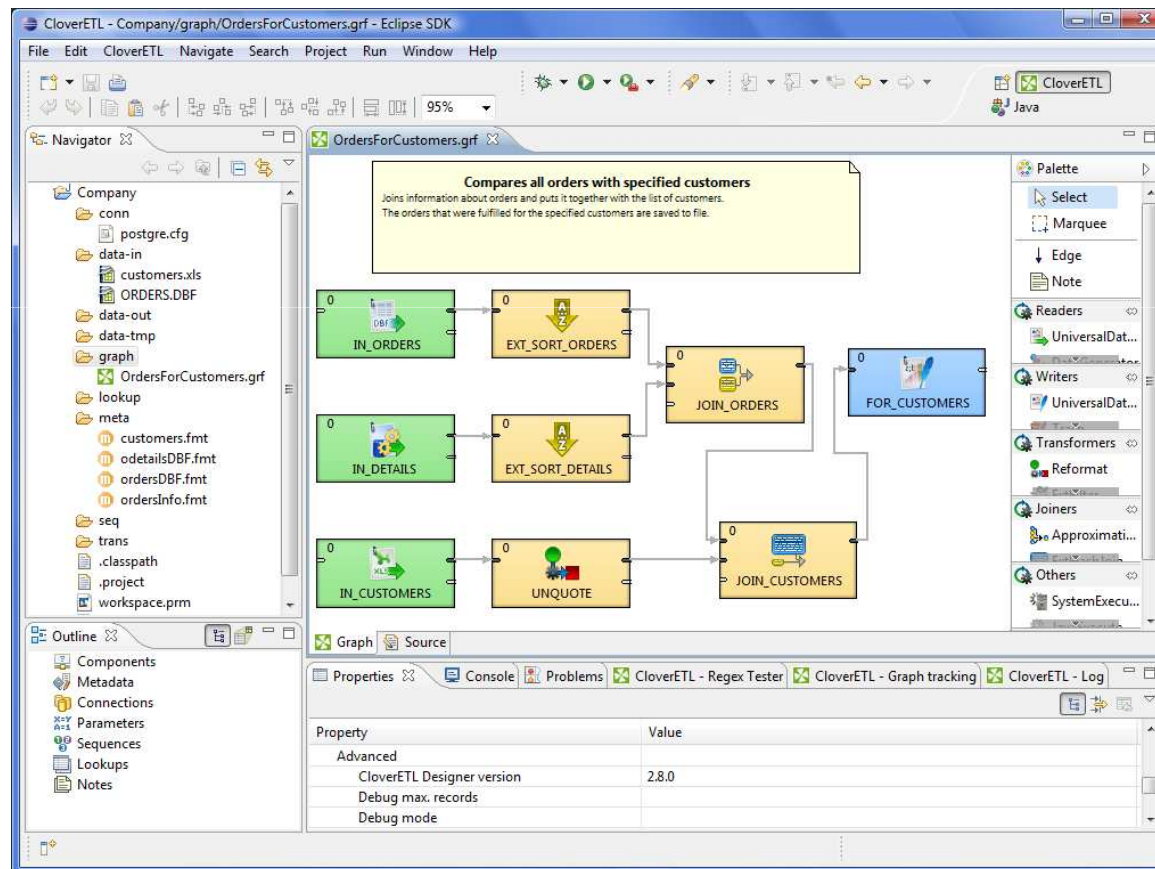 CloverETL - Company/graph/OrdersForCustomers.grf - Eclipse SDK
File Edit CloverETL Navigate Search Project Run Window Help
CloverETL
95%
Java
Navigator
OrdersForCustomers.grf
Company
conn
postgre.cfg
data-in
customers.xls
ORDERS.DBF
data-out
data-tmp
graph
OrdersForCustomers.grf
lookup
meta
customers.fmt
odetailsDBF.fmt
ordersDBF.fmt
ordersInfo.fmt
seq
trans
.classpath
.project
workspace.prm
Compares all orders with specified customers
Joins information about orders and puts it together with the list of customers.
The orders that were fulfilled for the specified customers are saved to file.
0
DBF
IN_ORDERS
0
EXT_SORT_ORDERS
0
JOIN_ORDERS
0
FOR_CUSTOMERS
0
IN_DETAILS
0
EXT_SORT_DETAILS
0
XLS
IN_CUSTOMERS
0
UNQUOTE
0
JOIN_CUSTOMERS
Palette
Select
Marquee
Edge
Note
Readers
UniversalDat...
Writers
UniversalDat...
Transformers
Reformat
Joiners
Approximati...
Others
SystemExecu...
Graph Source
Outline
Components
Metadata
Connections
Parameters
Sequences
Lookups
Notes
Properties Console Problems CloverETL - Regex Tester CloverETL - Graph tracking CloverETL - Log
Property Value
Advanced
CloverETL Designer version 2.8.0
Debug max. records
Debug mode